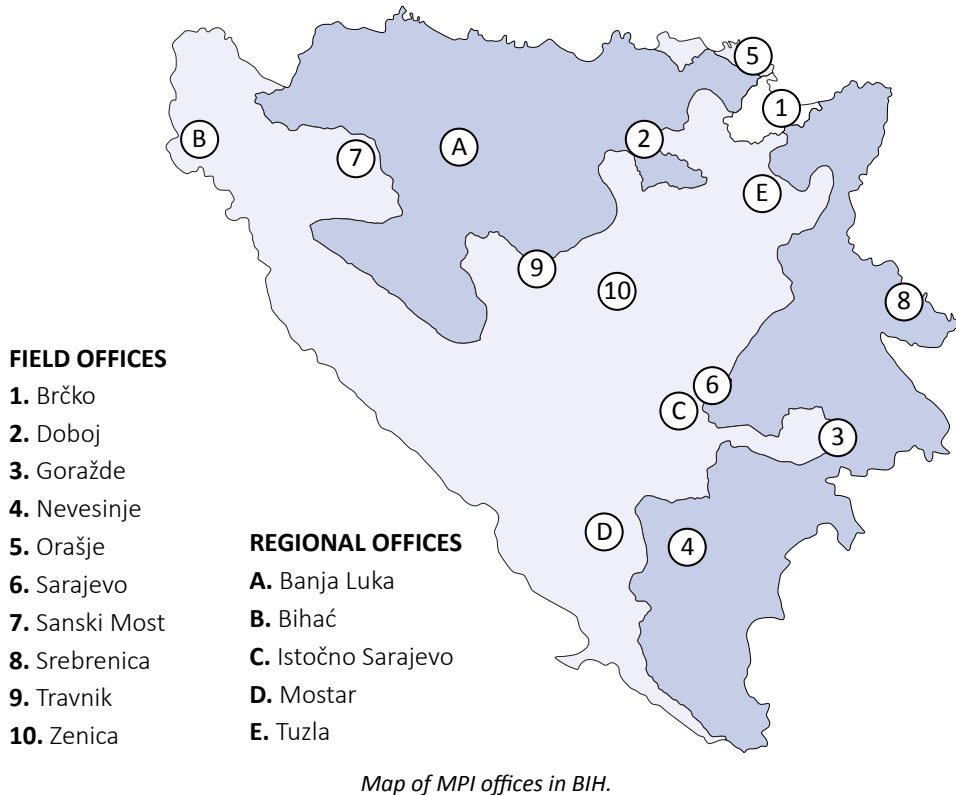 5
1
B
2
A
7
E
9
10
8
6
C
3
D
4
FIELD OFFICES
1. Brčko
2. Doboj
3. Goražde
4. Nevesinje
5. Orašje
6. Sarajevo
7. Sanski Most
8. Srebrenica
9. Travnik
10. Zenica
REGIONAL OFFICES
A. Banja Luka
B. Bihać
C. Istočno Sarajevo
D. Mostar
E. Tuzla
Map of MPI offices in BIH.